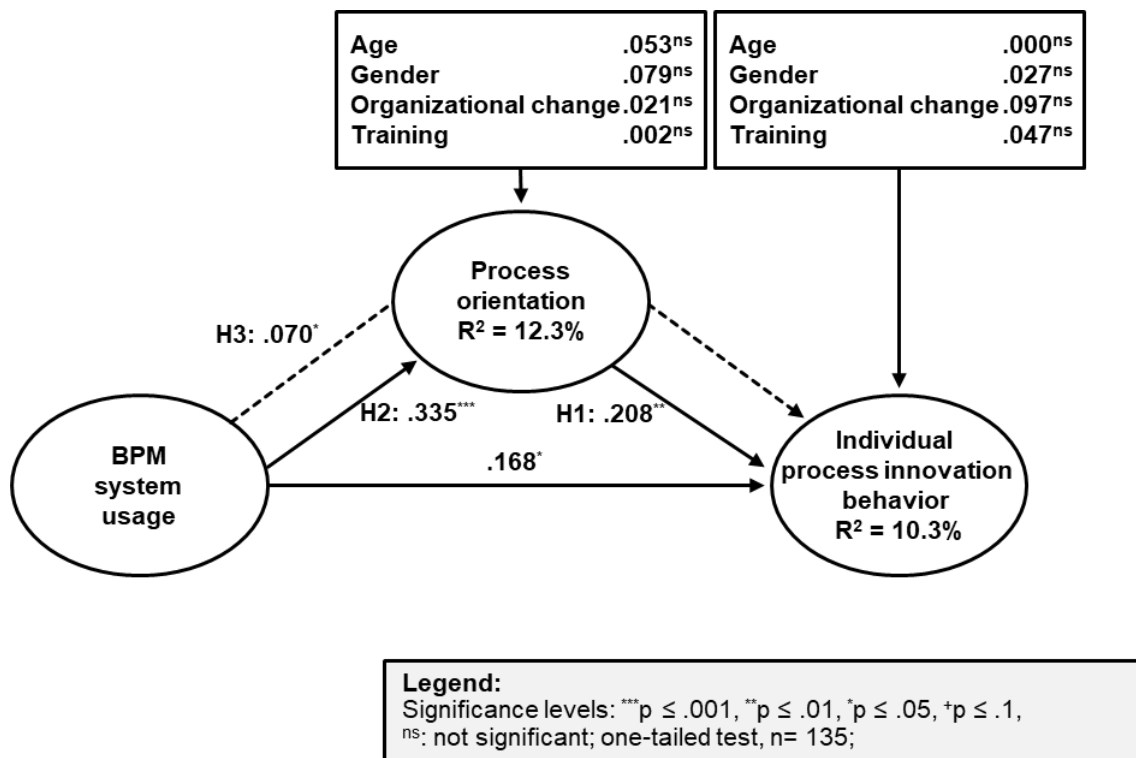 Age .053ns
Gender .079ns
Organizational change .021ns
Training .002ns
Age .000ns
Gender .027ns
Organizational change .097ns
Training .047ns
Process
orientation
R² = 12.3%
H3: .070*
H2: .335***
H1: .208**
BPM
system
usage
.168*
Individual
process innovation
behavior
R² = 10.3%
Legend:
Significance levels: ***p ≤ .001, **p ≤ .01, *p ≤ .05, +p ≤ .1,
ns: not significant; one-tailed test, n= 135;